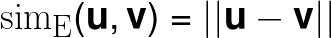 sim_E(u, v) = ||u − v||